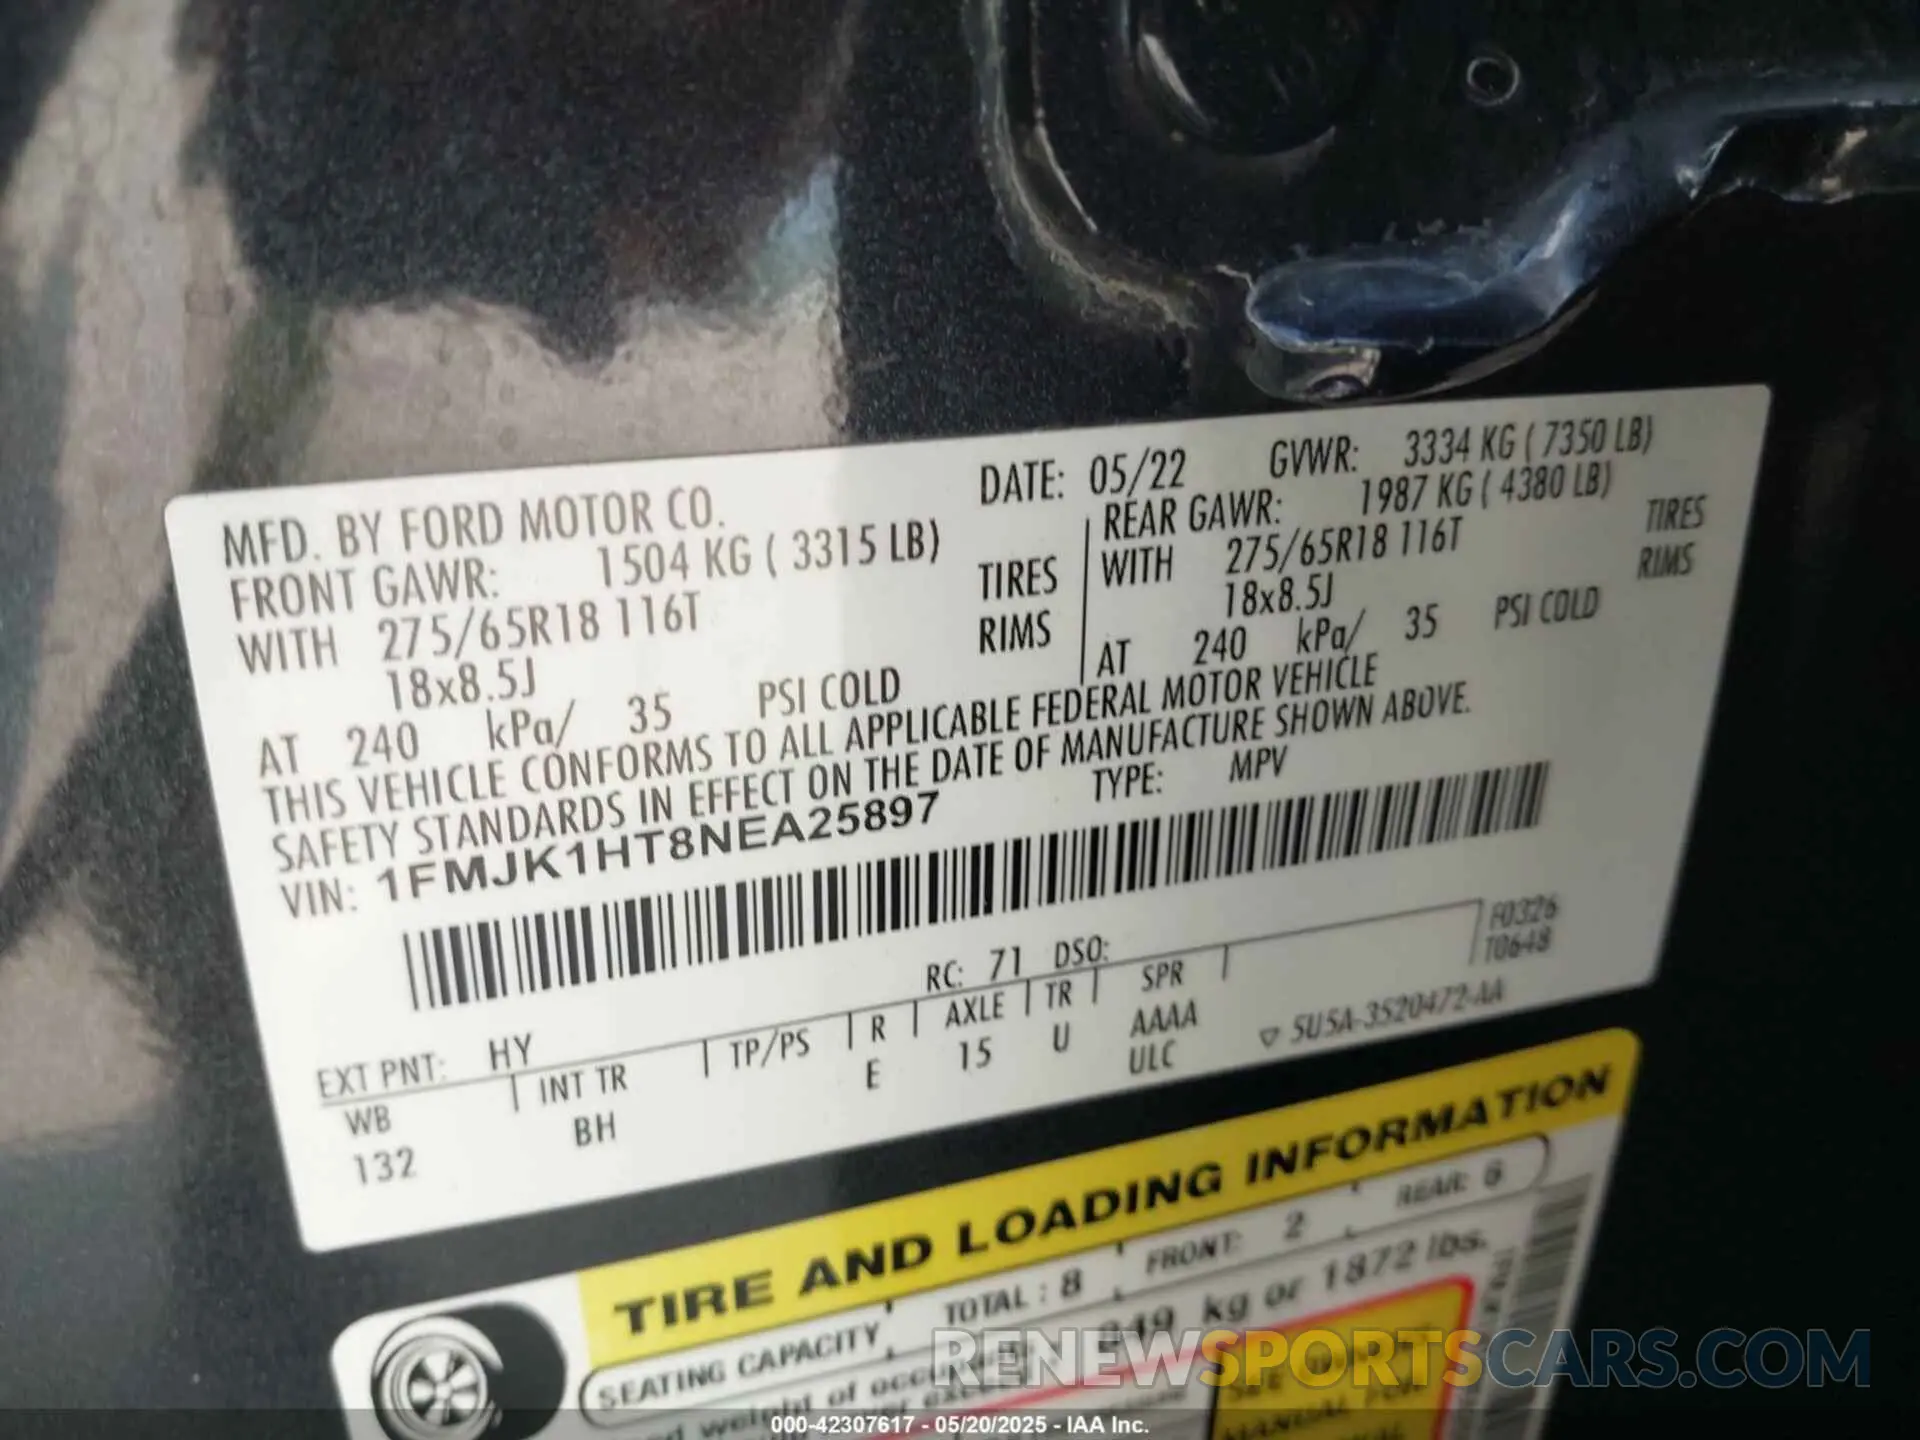 MFD. BY FORD MOTOR CO. DATE: 05/22 GVWR: 3334 KG ( 7350 LB)
FRONT GAWR: 1504 KG ( 3315 LB)
WITH 275/65R18 116T TIRES
18x8.5J RIMS
AT 240 kPa/ 35 PSI COLD
REAR GAWR: 1987 KG ( 4380 LB)
WITH 275/65R18 116T TIRES
18x8.5J RIMS
AT 240 kPa/ 35 PSI COLD
THIS VEHICLE CONFORMS TO ALL APPLICABLE FEDERAL MOTOR VEHICLE
SAFETY STANDARDS IN EFFECT ON THE DATE OF MANUFACTURE SHOWN ABOVE.
VIN: 1FMJK1HT8NEA25897 TYPE: MPV
F0326
T0648
EXT PNT: HY RC: 71 DSO:
WB INT TR TP/PS R AXLE TR SPR
132 BH E 15 U AAAA
ULC
5U5A-3520472-AA
TIRE AND LOADING INFORMATION
SEATING CAPACITY TOTAL : 8 FRONT: 2 REAR: 6
weight of 849 kg or 1872 lbs.
MANUAL FOR
RENEWSPORTSCARS.COM
000-42307617 - 05/20/2025 - IAA Inc.